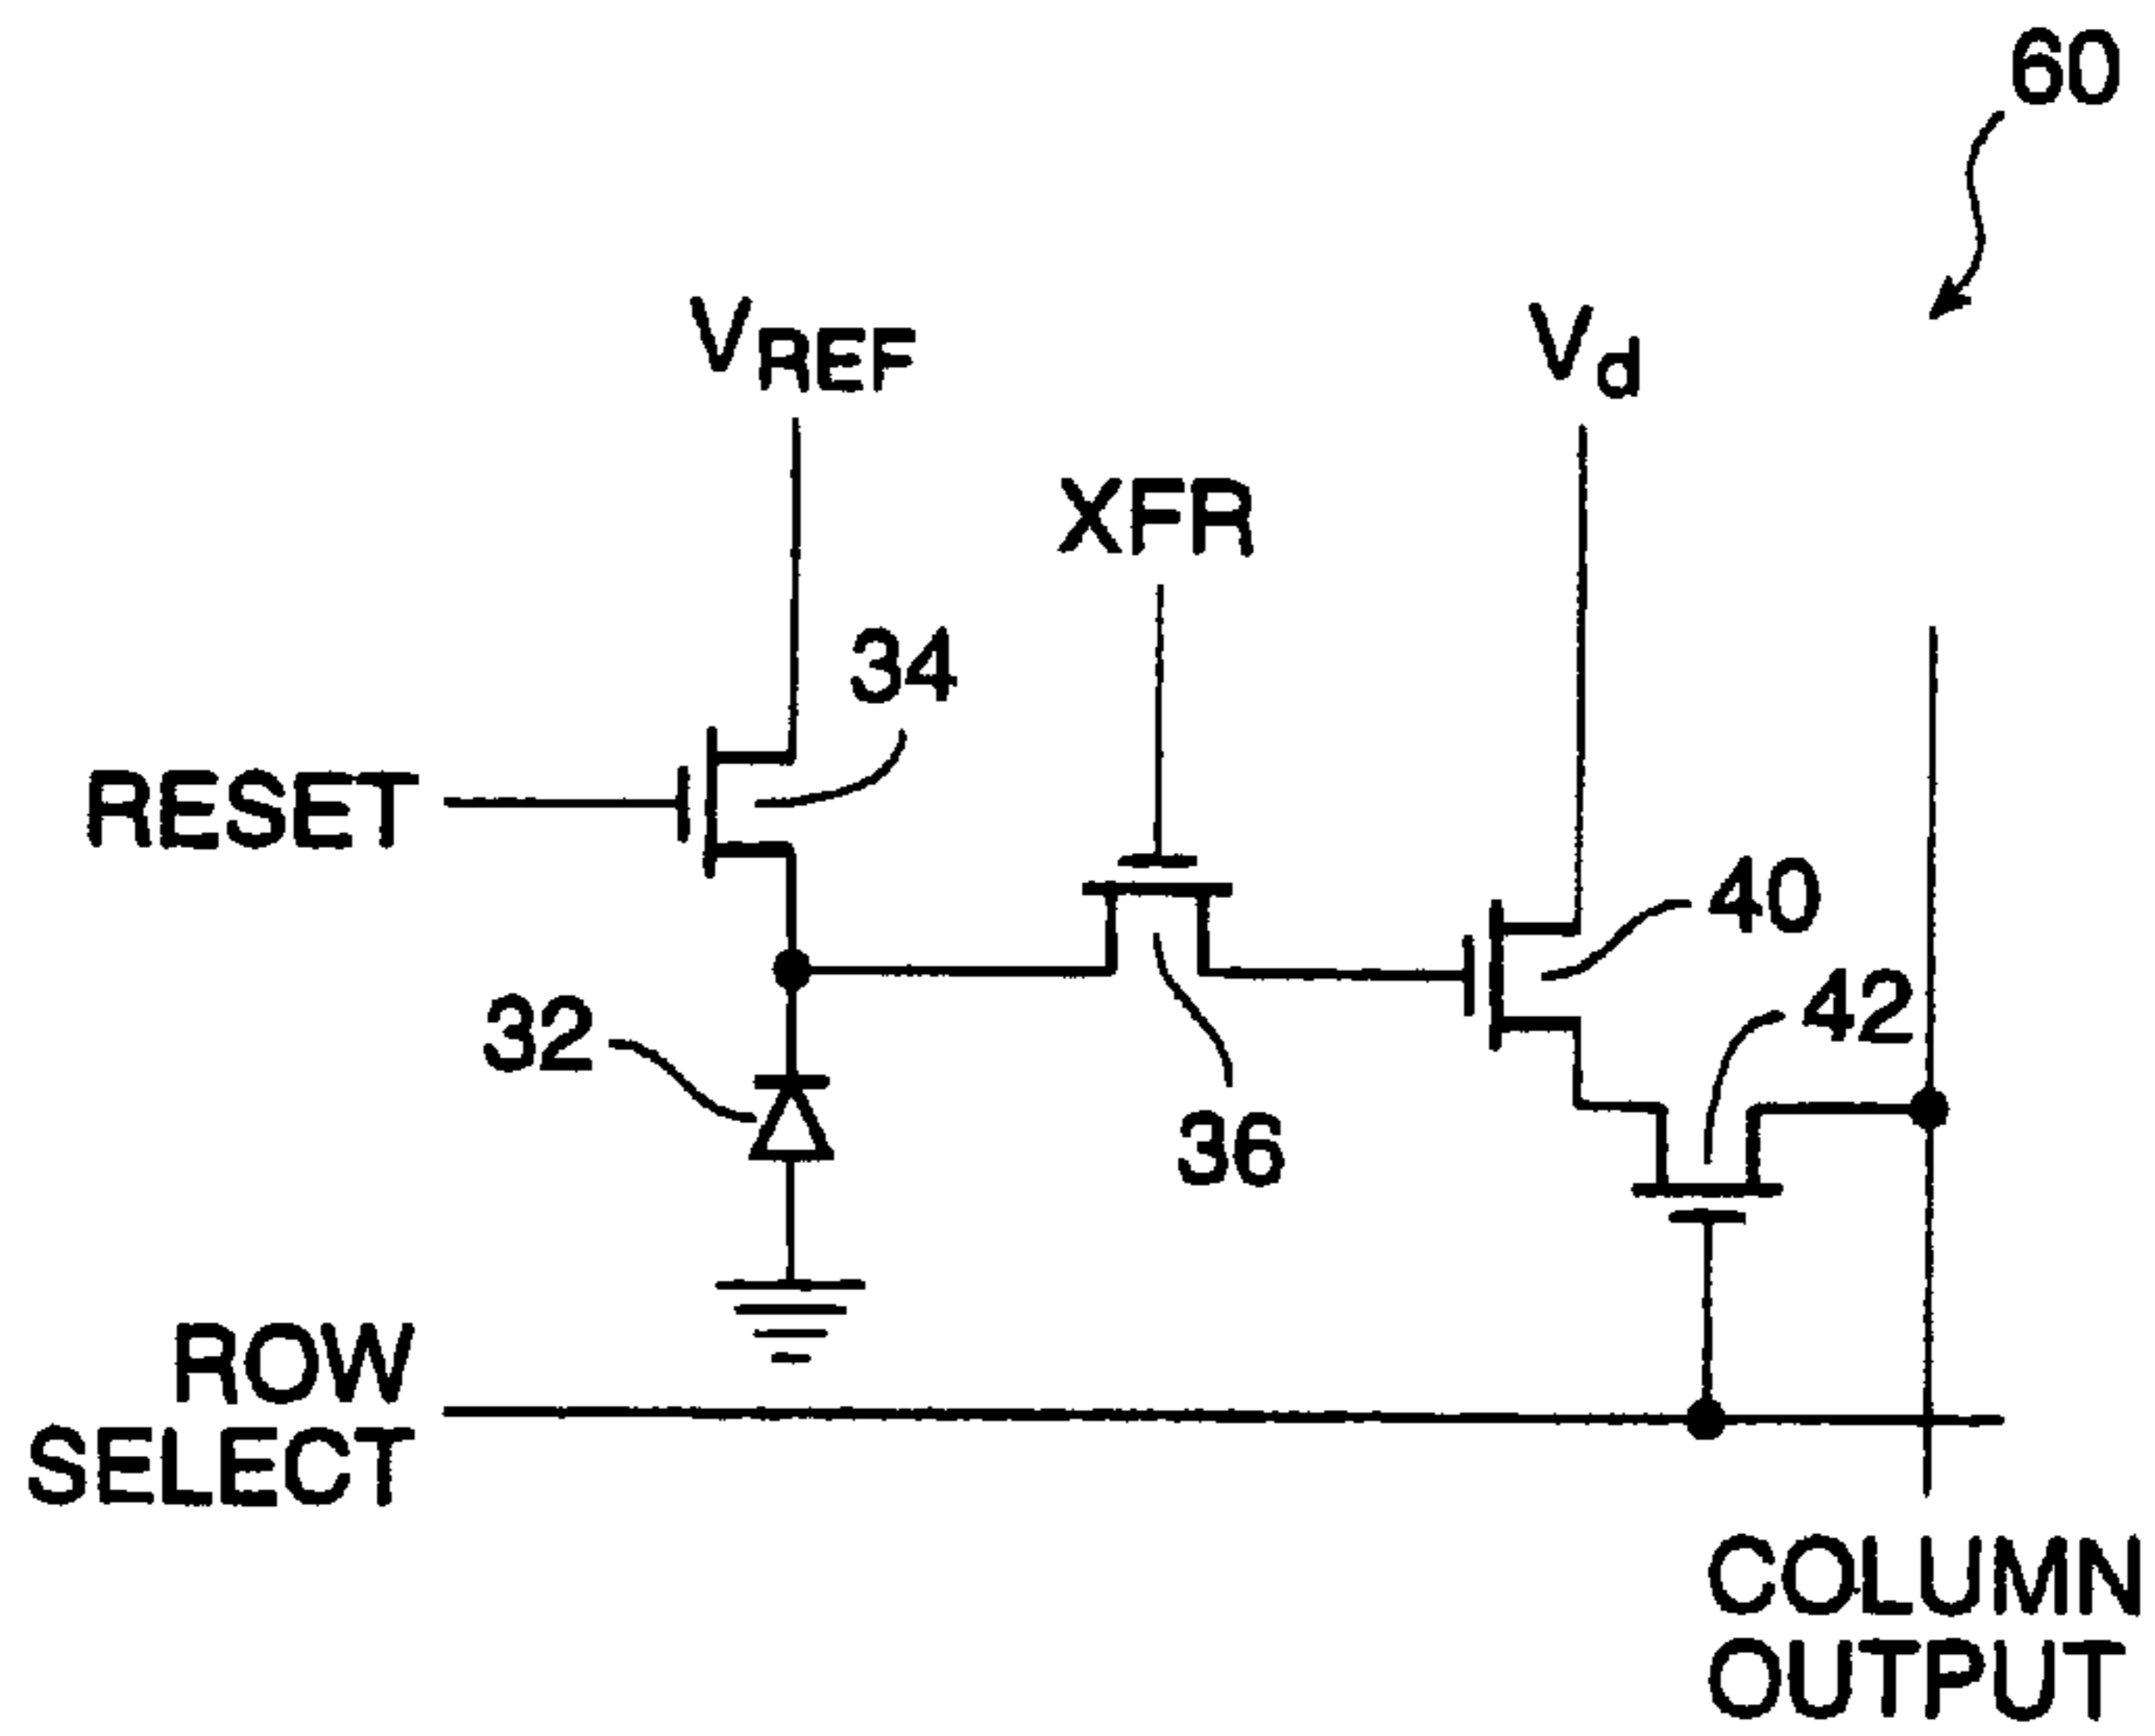 60
VREF
Vd
XFR
34
RESET
40
42
32
36
ROW
SELECT
COLUMN
OUTPUT